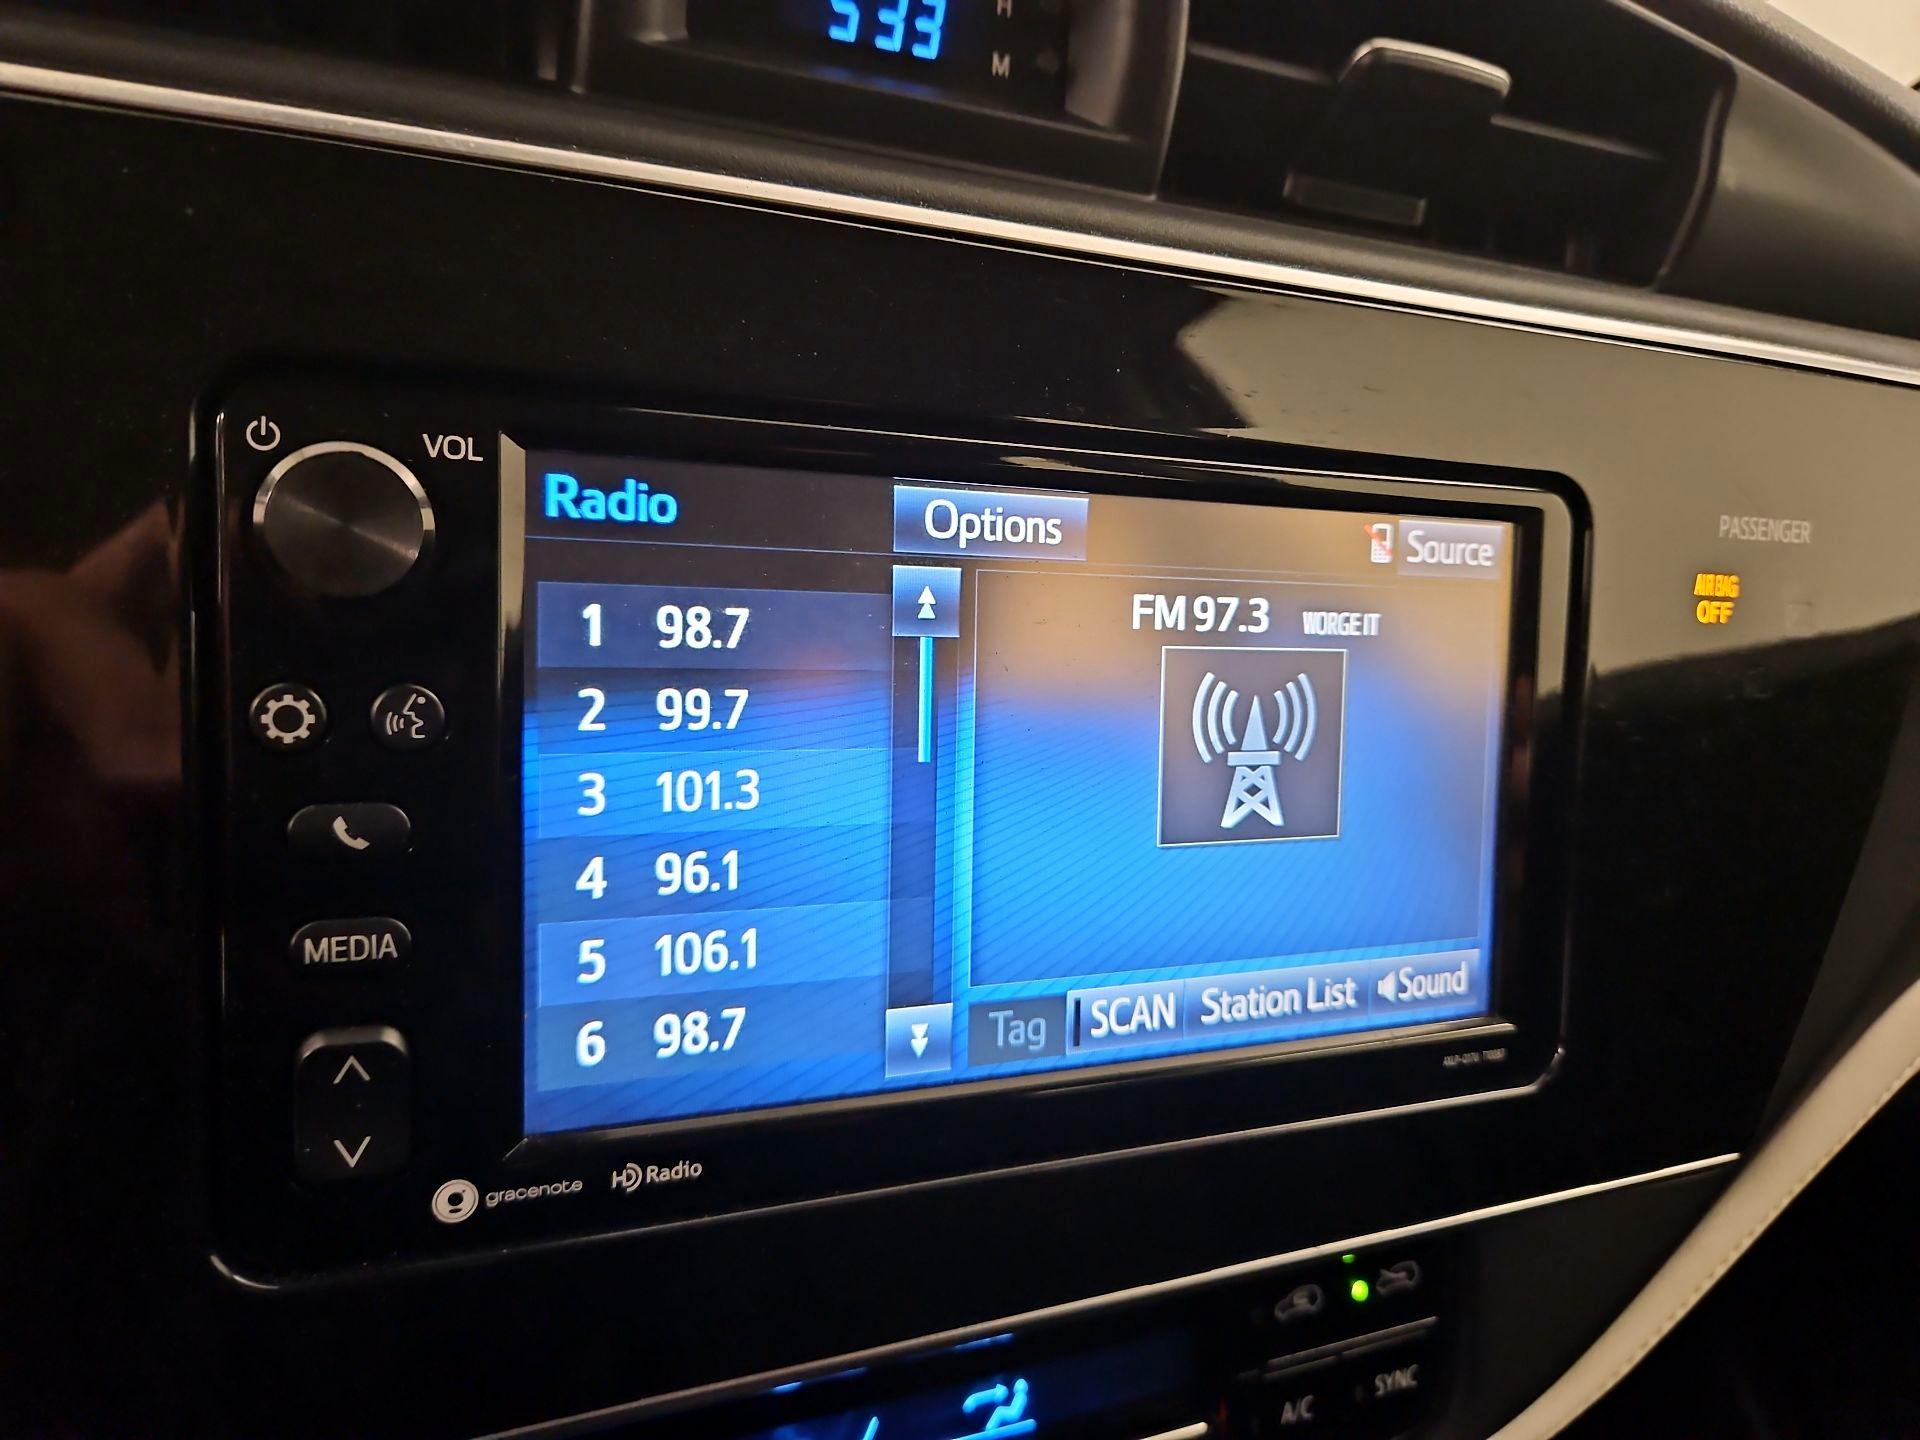 533
H
M
VOL
Radio
Options
Source
PASSENGER
AIR BAG
OFF
1 98.7
2 99.7
3 101.3
4 96.1
5 106.1
6 98.7
FM 97.3 WORGE IT
MEDIA
Tag
SCAN
Station List
Sound
gracenote
HD Radio
A/C
SYNC